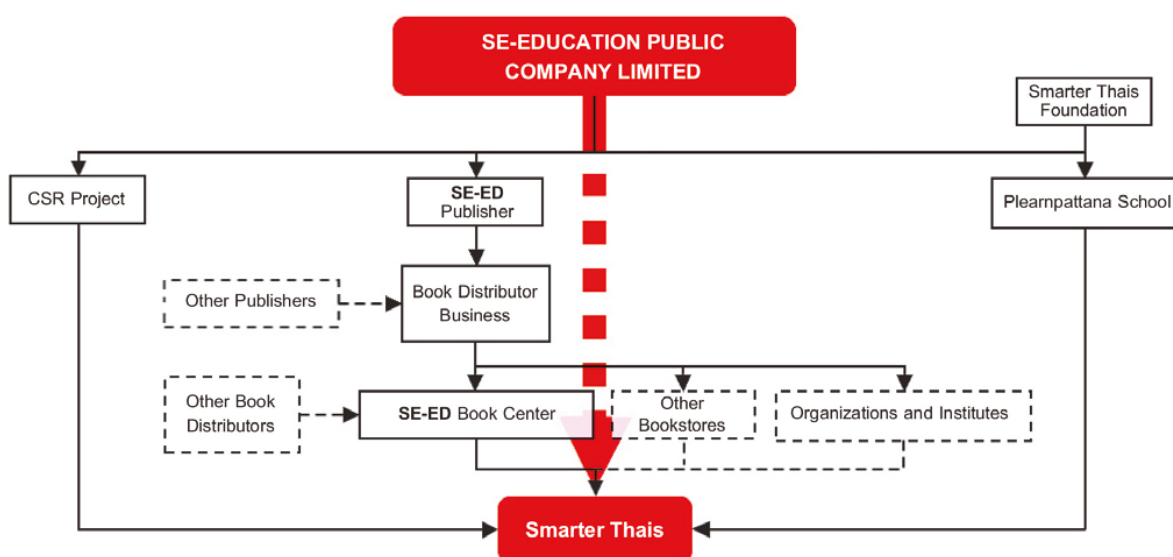 SE-EDUCATION PUBLIC
COMPANY LIMITED
Smarter Thais
Foundation
CSR Project
SE-ED
Publisher
Plearnpattana School
Other Publishers
Book Distributor
Business
Other Book
Distributors
SE-ED Book Center
Other
Bookstores
Organizations and Institutes
Smarter Thais